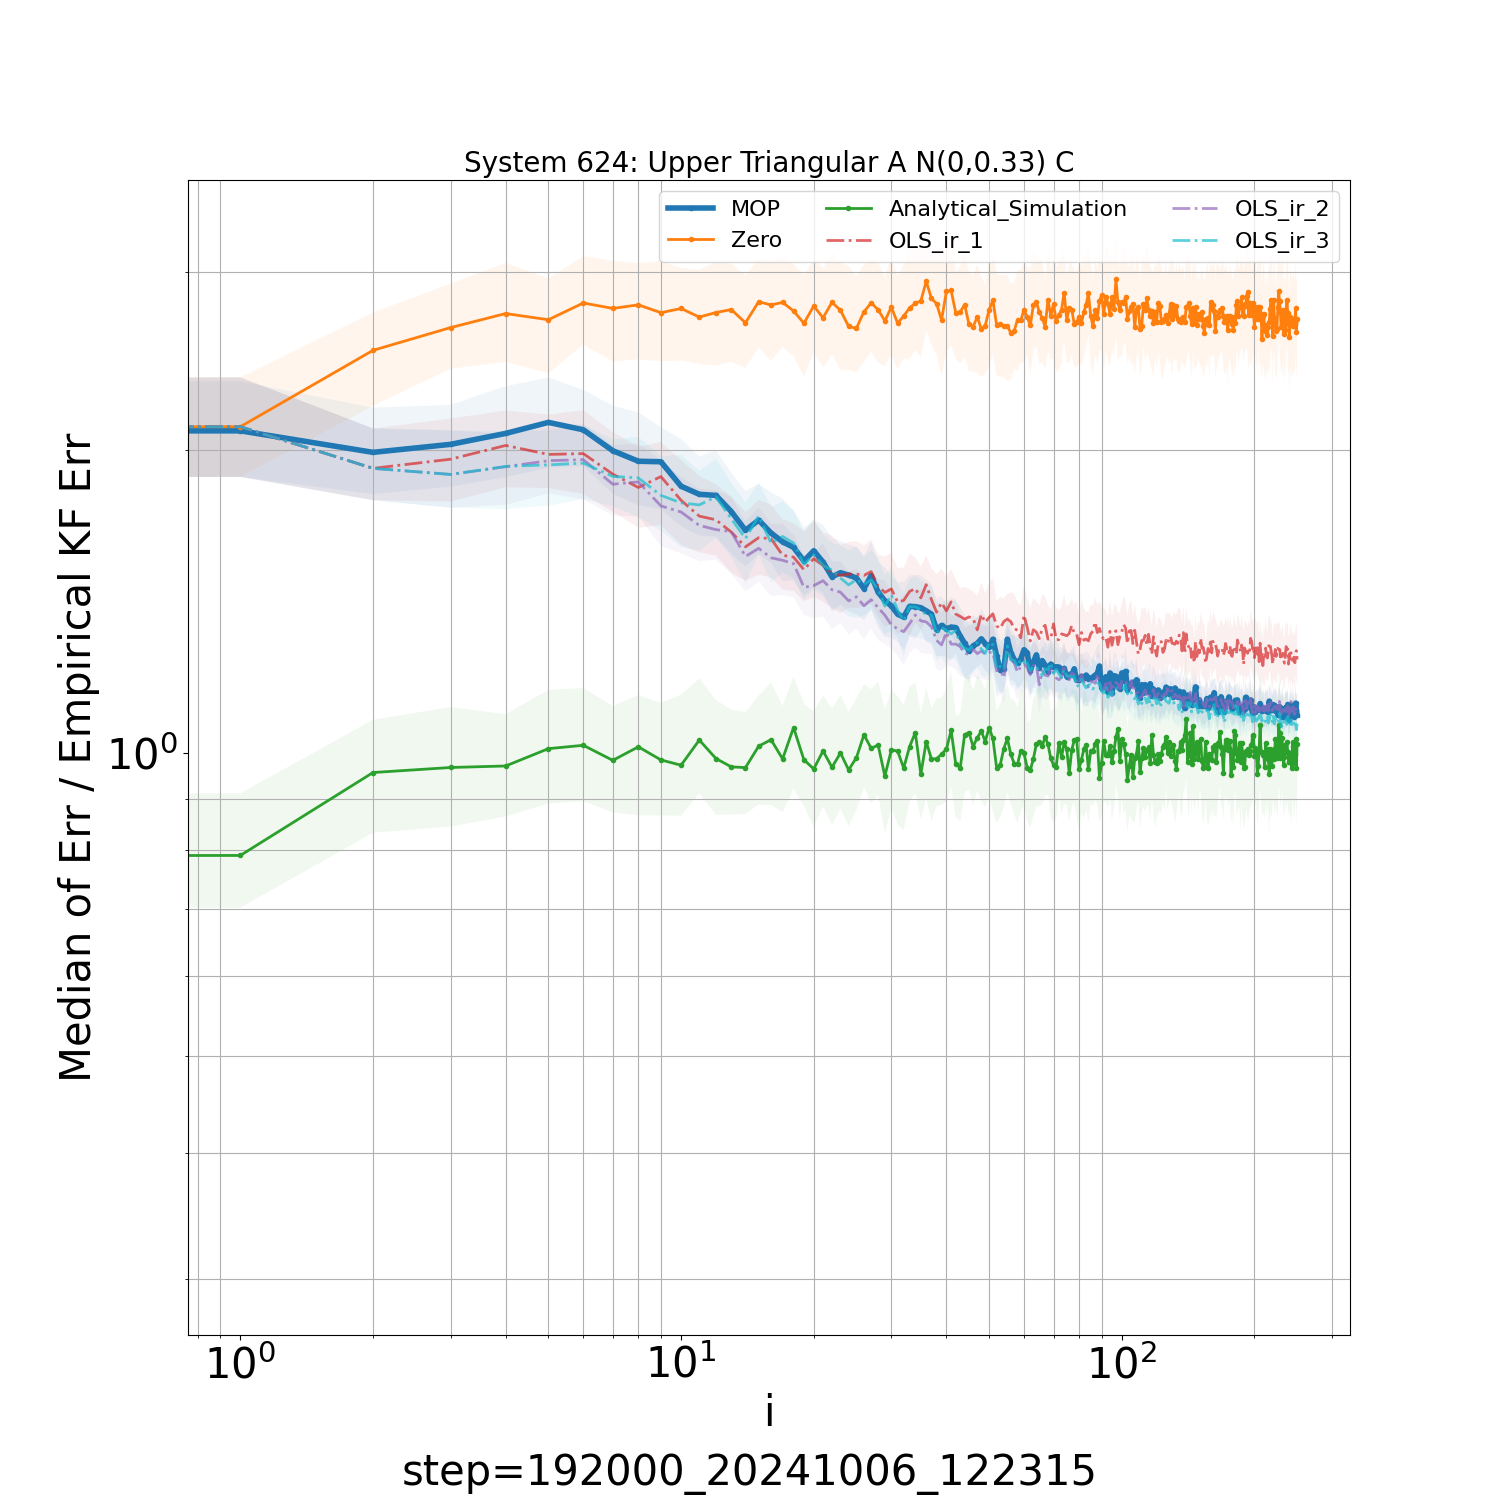 System 624: Upper Triangular A N(0,0.33) C
MOP
Zero
Analytical_Simulation
OLS_ir_1
OLS_ir_2
OLS_ir_3
Median of Err / Empirical KF Err
10⁰
10⁰
10¹
10²
i
step=192000_20241006_122315